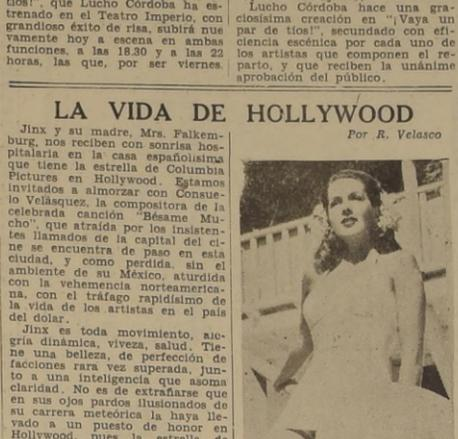 tíos!", que Lucho Córdoba ha es-
trenado en el Teatro Imperio, con
grandioso éxito de risa, subirá nue
vamente hoy a escena en ambas
funciones, a las 18.30 y a las 22
horas, las que, por ser viernes.
Lucho Córdoba hace una gra-
ciosísima creación en "¡Vaya un
par de tíos!", secundado con efi-
ciencia escénica por cada uno de
los artistas que componen el re-
parto, y que reciben la unánime
aprobación del público.
LA VIDA DE HOLLYWOOD
Por R. Velasco
Jinx y su madre, Mrs. Falkem-
burg, nos reciben con sonrisa hos-
pitalaria en la casa españolísima
que tiene la estrella de Columbia
Pictures en Hollywood. Estamos
invitados a almorzar con Consue-
lo Velásquez, la compositora de la
celebrada canción "Bésame Mu-
cho", que atraída por los insisten-
tes llamados de la capital del ci-
ne se encuentra de paso en esta
ciudad, y como perdida, sin el
ambiente de su México, aturdida
con la vehemencia norteamerica-
na, con el tráfago rapidísimo de
la vida de los artistas en el país
del dolar.
Jinx es toda movimiento, ale-
gría dinámica, viveza, salud. Tie-
ne una belleza, de perfección de
facciones rara vez superada, jun-
to a una inteligencia que asoma
claridad. No es de extrañarse que
en sus ojos pardos ilusionados de
su carrera meteórica la haya lle-
vado a un puesto de honor en
Hollywood, pues la estrella de